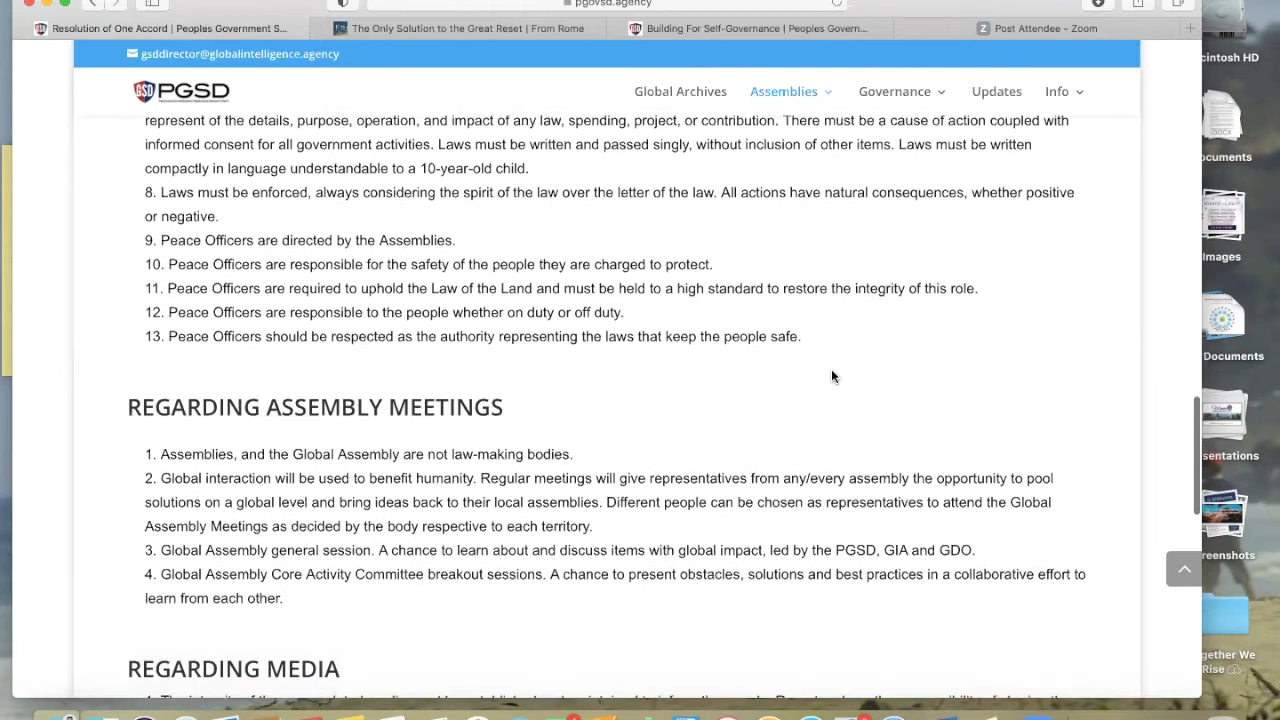 pgovsd.agency
Resolution of One Accord | Peoples Government S...
The Only Solution to the Great Reset | From Rome
Building For Self-Governance | Peoples Govern...
Z Post Attendee - Zoom
gsddirector@globalintelligence.agency
GSD PGSD
Global Archives Assemblies Governance Updates Info
represent of the details, purpose, operation, and impact of any law, spending, project, or contribution. There must be a cause of action coupled with
informed consent for all government activities. Laws must be written and passed singly, without inclusion of other items. Laws must be written
compactly in language understandable to a 10-year-old child.
8. Laws must be enforced, always considering the spirit of the law over the letter of the law. All actions have natural consequences, whether positive
or negative.
9. Peace Officers are directed by the Assemblies.
10. Peace Officers are responsible for the safety of the people they are charged to protect.
11. Peace Officers are required to uphold the Law of the Land and must be held to a high standard to restore the integrity of this role.
12. Peace Officers are responsible to the people whether on duty or off duty.
13. Peace Officers should be respected as the authority representing the laws that keep the people safe.
REGARDING ASSEMBLY MEETINGS
1. Assemblies, and the Global Assembly are not law-making bodies.
2. Global interaction will be used to benefit humanity. Regular meetings will give representatives from any/every assembly the opportunity to pool
solutions on a global level and bring ideas back to their local assemblies. Different people can be chosen as representatives to attend the Global
Assembly Meetings as decided by the body respective to each territory.
3. Global Assembly general session. A chance to learn about and discuss items with global impact, led by the PGSD, GIA and GDO.
4. Global Assembly Core Activity Committee breakout sessions. A chance to present obstacles, solutions and best practices in a collaborative effort to
learn from each other.
REGARDING MEDIA
cintosh HD
DOCX
ocuments
Images
Documents
sentations
reenshots
gether We
Rise